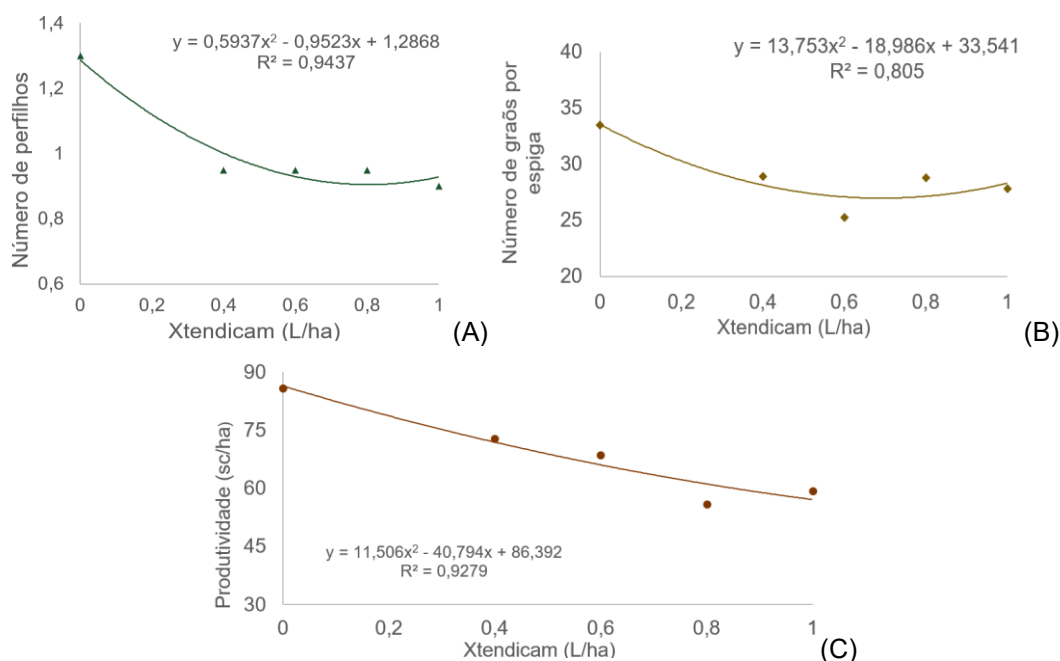 1,4
y = 0,5937x² - 0,9523x + 1,2868
R² = 0,9437
1,2
1
0,8
0,6
Número de perfilhos
0 0,2 0,4 0,6 0,8 1
Xtendicam (L/ha)
(A)
y = 13,753x² - 18,986x + 33,541
R² = 0,805
40
35
30
25
20
Número de graõs por
espiga
0 0,2 0,4 0,6 0,8 1
Xtendicam (L/ha)
(B)
90
75
60
45
30
Produtividade (sc/ha)
y = 11,506x² - 40,794x + 86,392
R² = 0,9279
0 0,2 0,4 0,6 0,8 1
Xtendicam (L/ha)
(C)